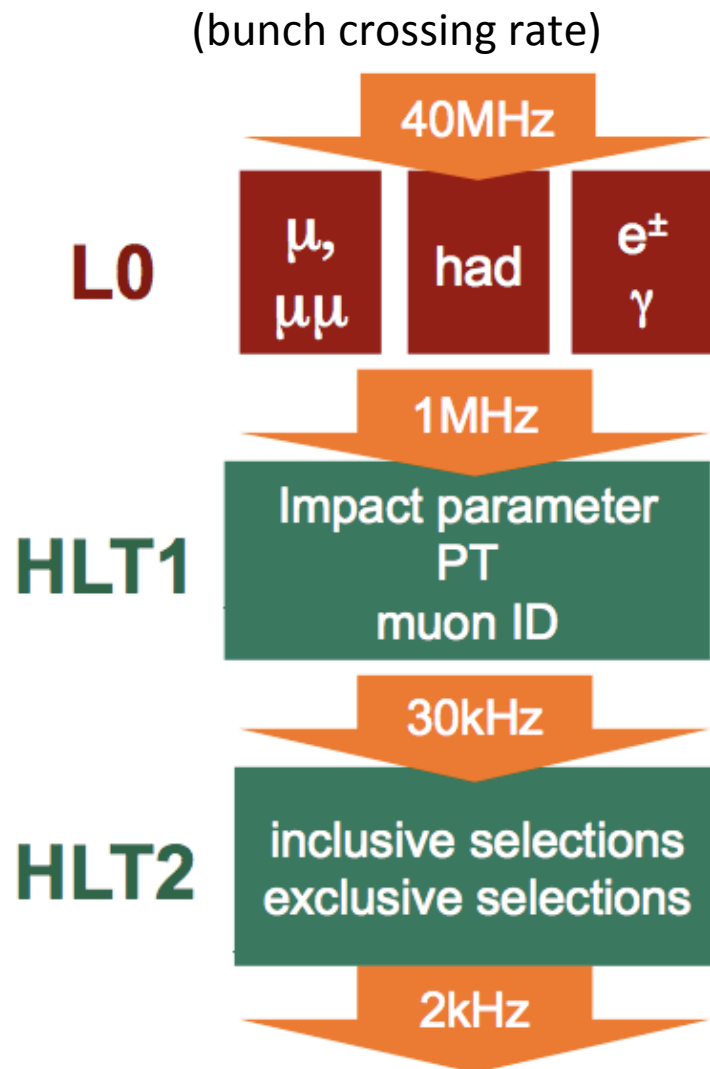 (bunch crossing rate)
40MHz
L0
μ,
μμ
had
e±
γ
1MHz
HLT1
Impact parameter
PT
muon ID
30kHz
HLT2
inclusive selections
exclusive selections
2kHz